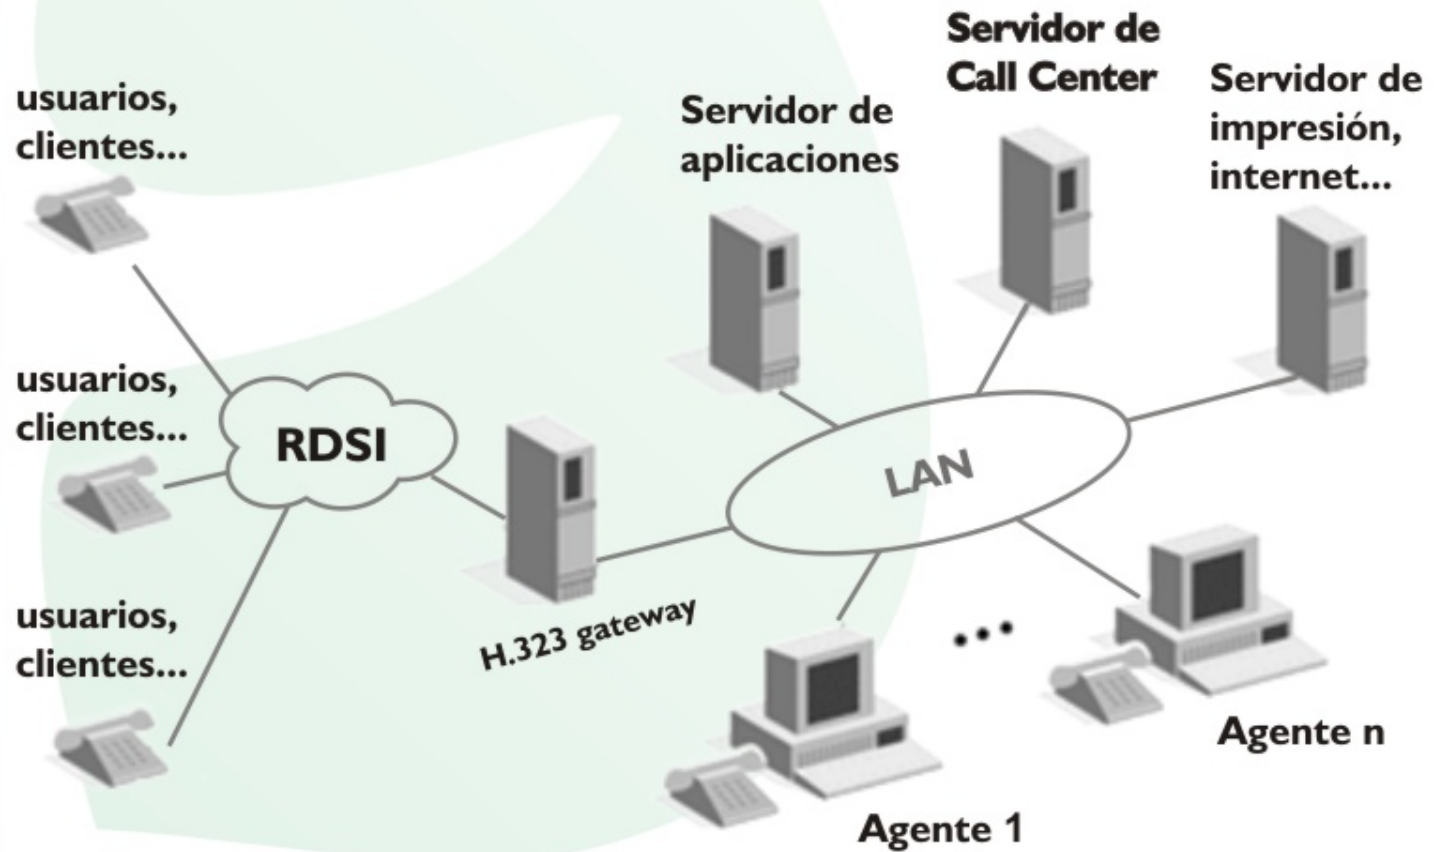 Servidor de
Call Center
Servidor de
impresión,
internet...
Servidor de
aplicaciones
usuarios,
clientes...
usuarios,
clientes...
RDSI
LAN
usuarios,
clientes...
H.323 gateway
Agente n
Agente 1